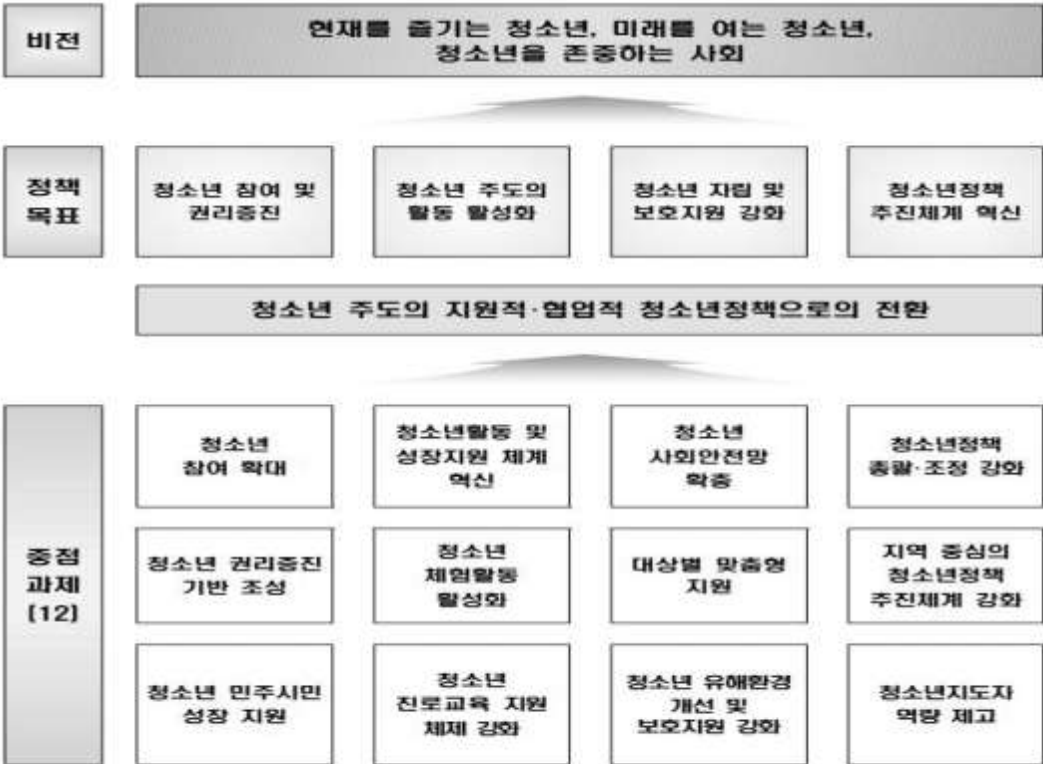 비전
현재를 즐기는 청소년, 미래를 여는 청소년,
청소년을 존중하는 사회
정책
목표
청소년 참여 및
권리증진
청소년 주도의
활동 활성화
청소년 자립 및
보호지원 강화
청소년정책
추진체계 혁신
청소년 주도의 지원적·협업적 청소년정책으로의 전환
중점
과제
(12)
청소년
참여 확대
청소년활동 및
성장지원 체계
혁신
청소년
사회안전망
확충
청소년정책
총괄·조정 강화
청소년 권리증진
기반 조성
청소년
체험활동
활성화
대상별 맞춤형
지원
지역 중심의
청소년정책
추진체계 강화
청소년 민주시민
성장 지원
청소년
진로교육 지원
체제 강화
청소년 유해환경
개선 및
보호지원 강화
청소년지도자
역량 제고